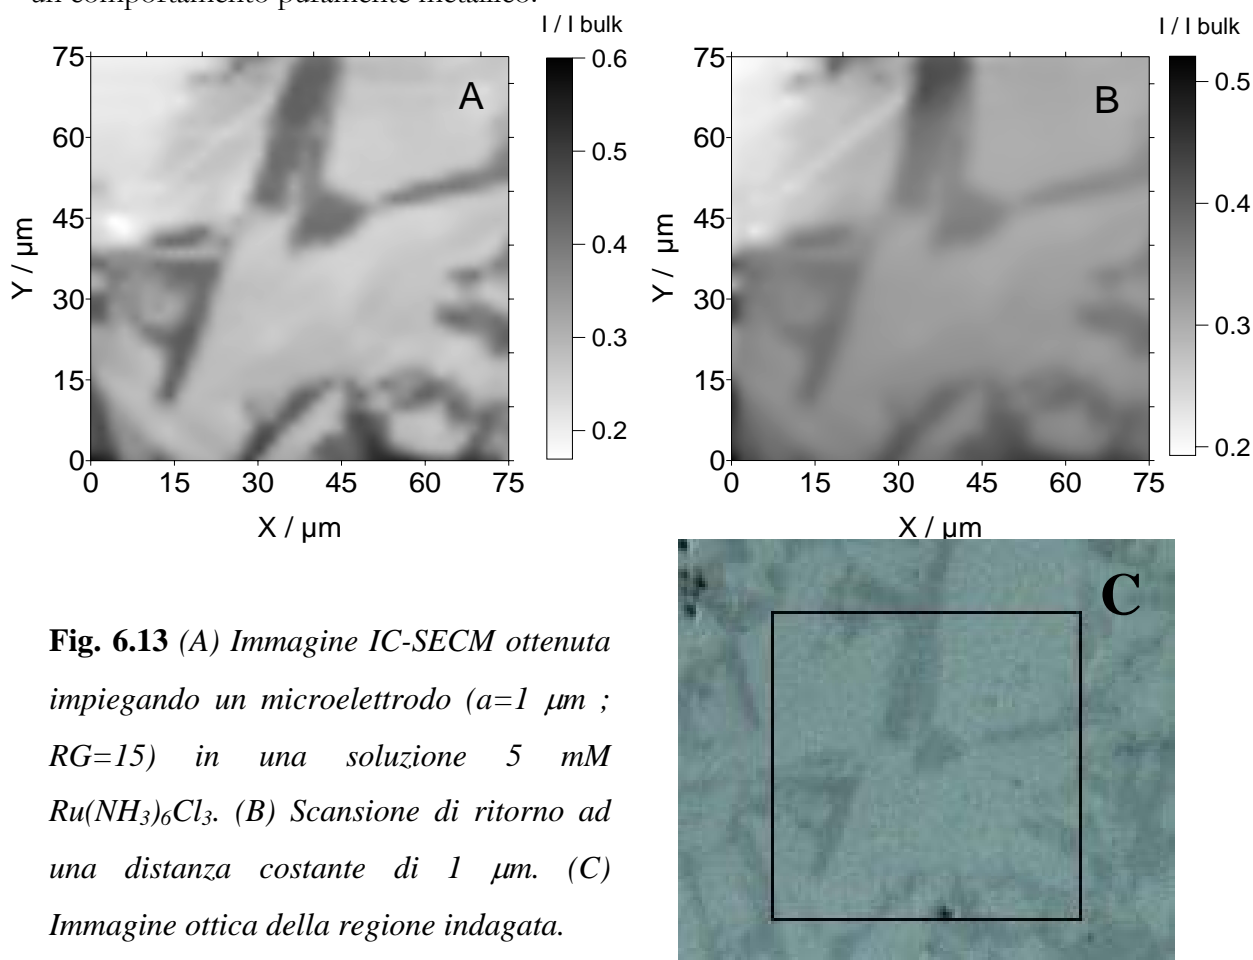 un comportamento puramente metallico.
I / I bulk
I / I bulk
A
B
75
60
45
30
15
0
Y / µm
0 15 30 45 60 75
X / µm
0.6
0.5
0.4
0.3
0.2
75
60
45
30
15
0
Y / µm
0 15 30 45 60 75
X / µm
0.5
0.4
0.3
0.2
C
Fig. 6.13 (A) Immagine IC-SECM ottenuta
impiegando un microelettrodo (a=1 µm ;
RG=15) in una soluzione 5 mM
Ru(NH₃)₆Cl₃. (B) Scansione di ritorno ad
una distanza costante di 1 µm. (C)
Immagine ottica della regione indagata.